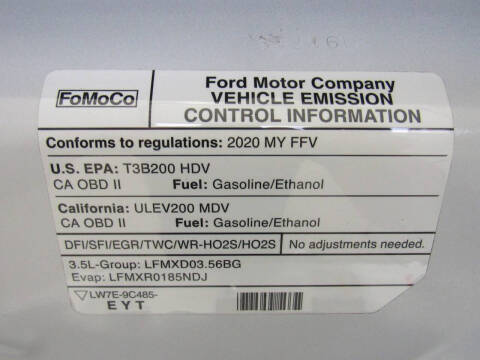 FoMoCo
Ford Motor Company
VEHICLE EMISSION
CONTROL INFORMATION
Conforms to regulations: 2020 MY FFV
U.S. EPA: T3B200 HDV
CA OBD II Fuel: Gasoline/Ethanol
California: ULEV200 MDV
CA OBD II Fuel: Gasoline/Ethanol
DFI/SFI/EGR/TWC/WR-HO2S/HO2S No adjustments needed.
3.5L-Group: LFMXD03.56BG
Evap: LFMXR0185NDJ
LW7E-9C485-
EYT